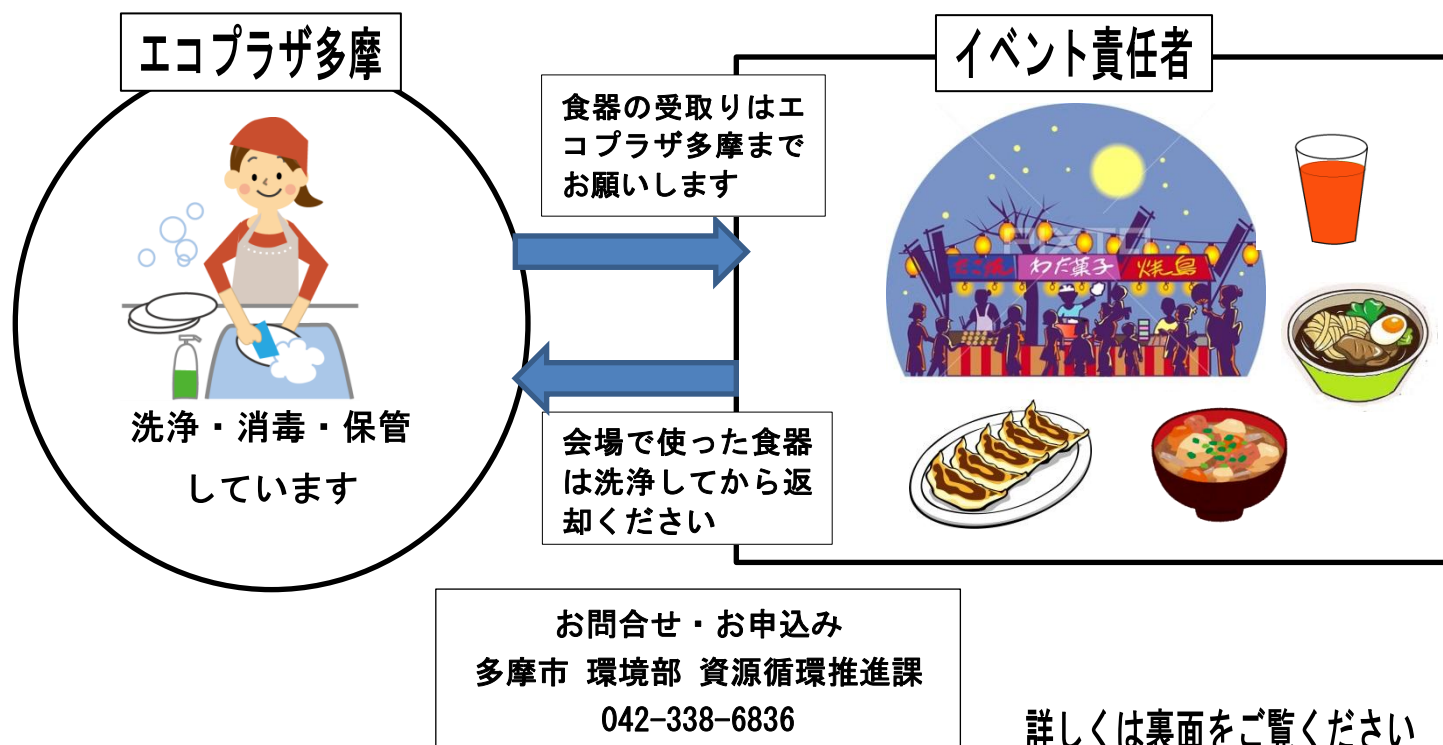 エコプラザ多摩
イベント責任者
食器の受取りはエ
コプラザ多摩まで
お願いします
わた菓子
焼鳥
洗浄・消毒・保管
しています
会場で使った食器
は洗浄してから返
却ください
お問合せ・お申込み
多摩市 環境部 資源循環推進課
042-338-6836
詳しくは裏面をご覧ください